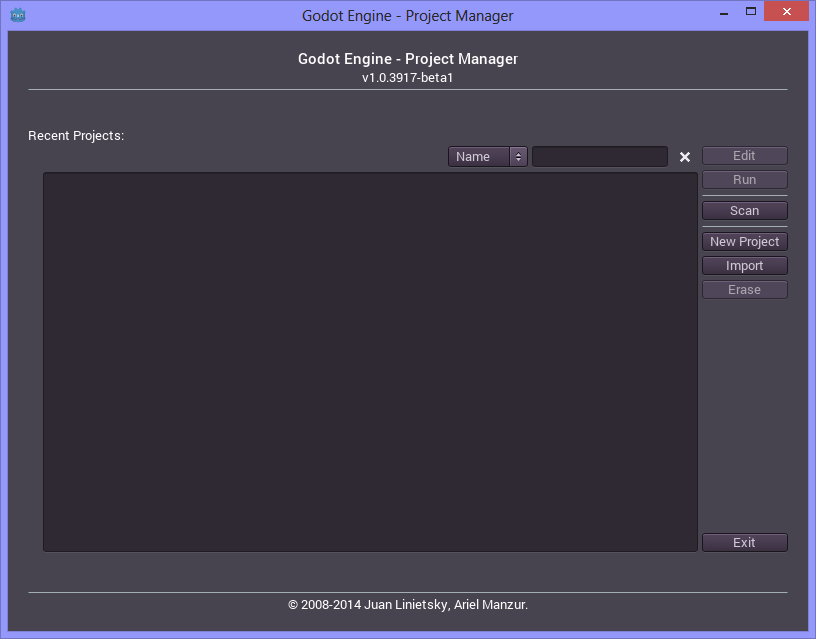 Godot Engine - Project Manager
Godot Engine - Project Manager
v1.0.3917-beta1
Recent Projects:
Name
Edit
Run
Scan
New Project
Import
Erase
Exit
© 2008-2014 Juan Linietsky, Ariel Manzur.